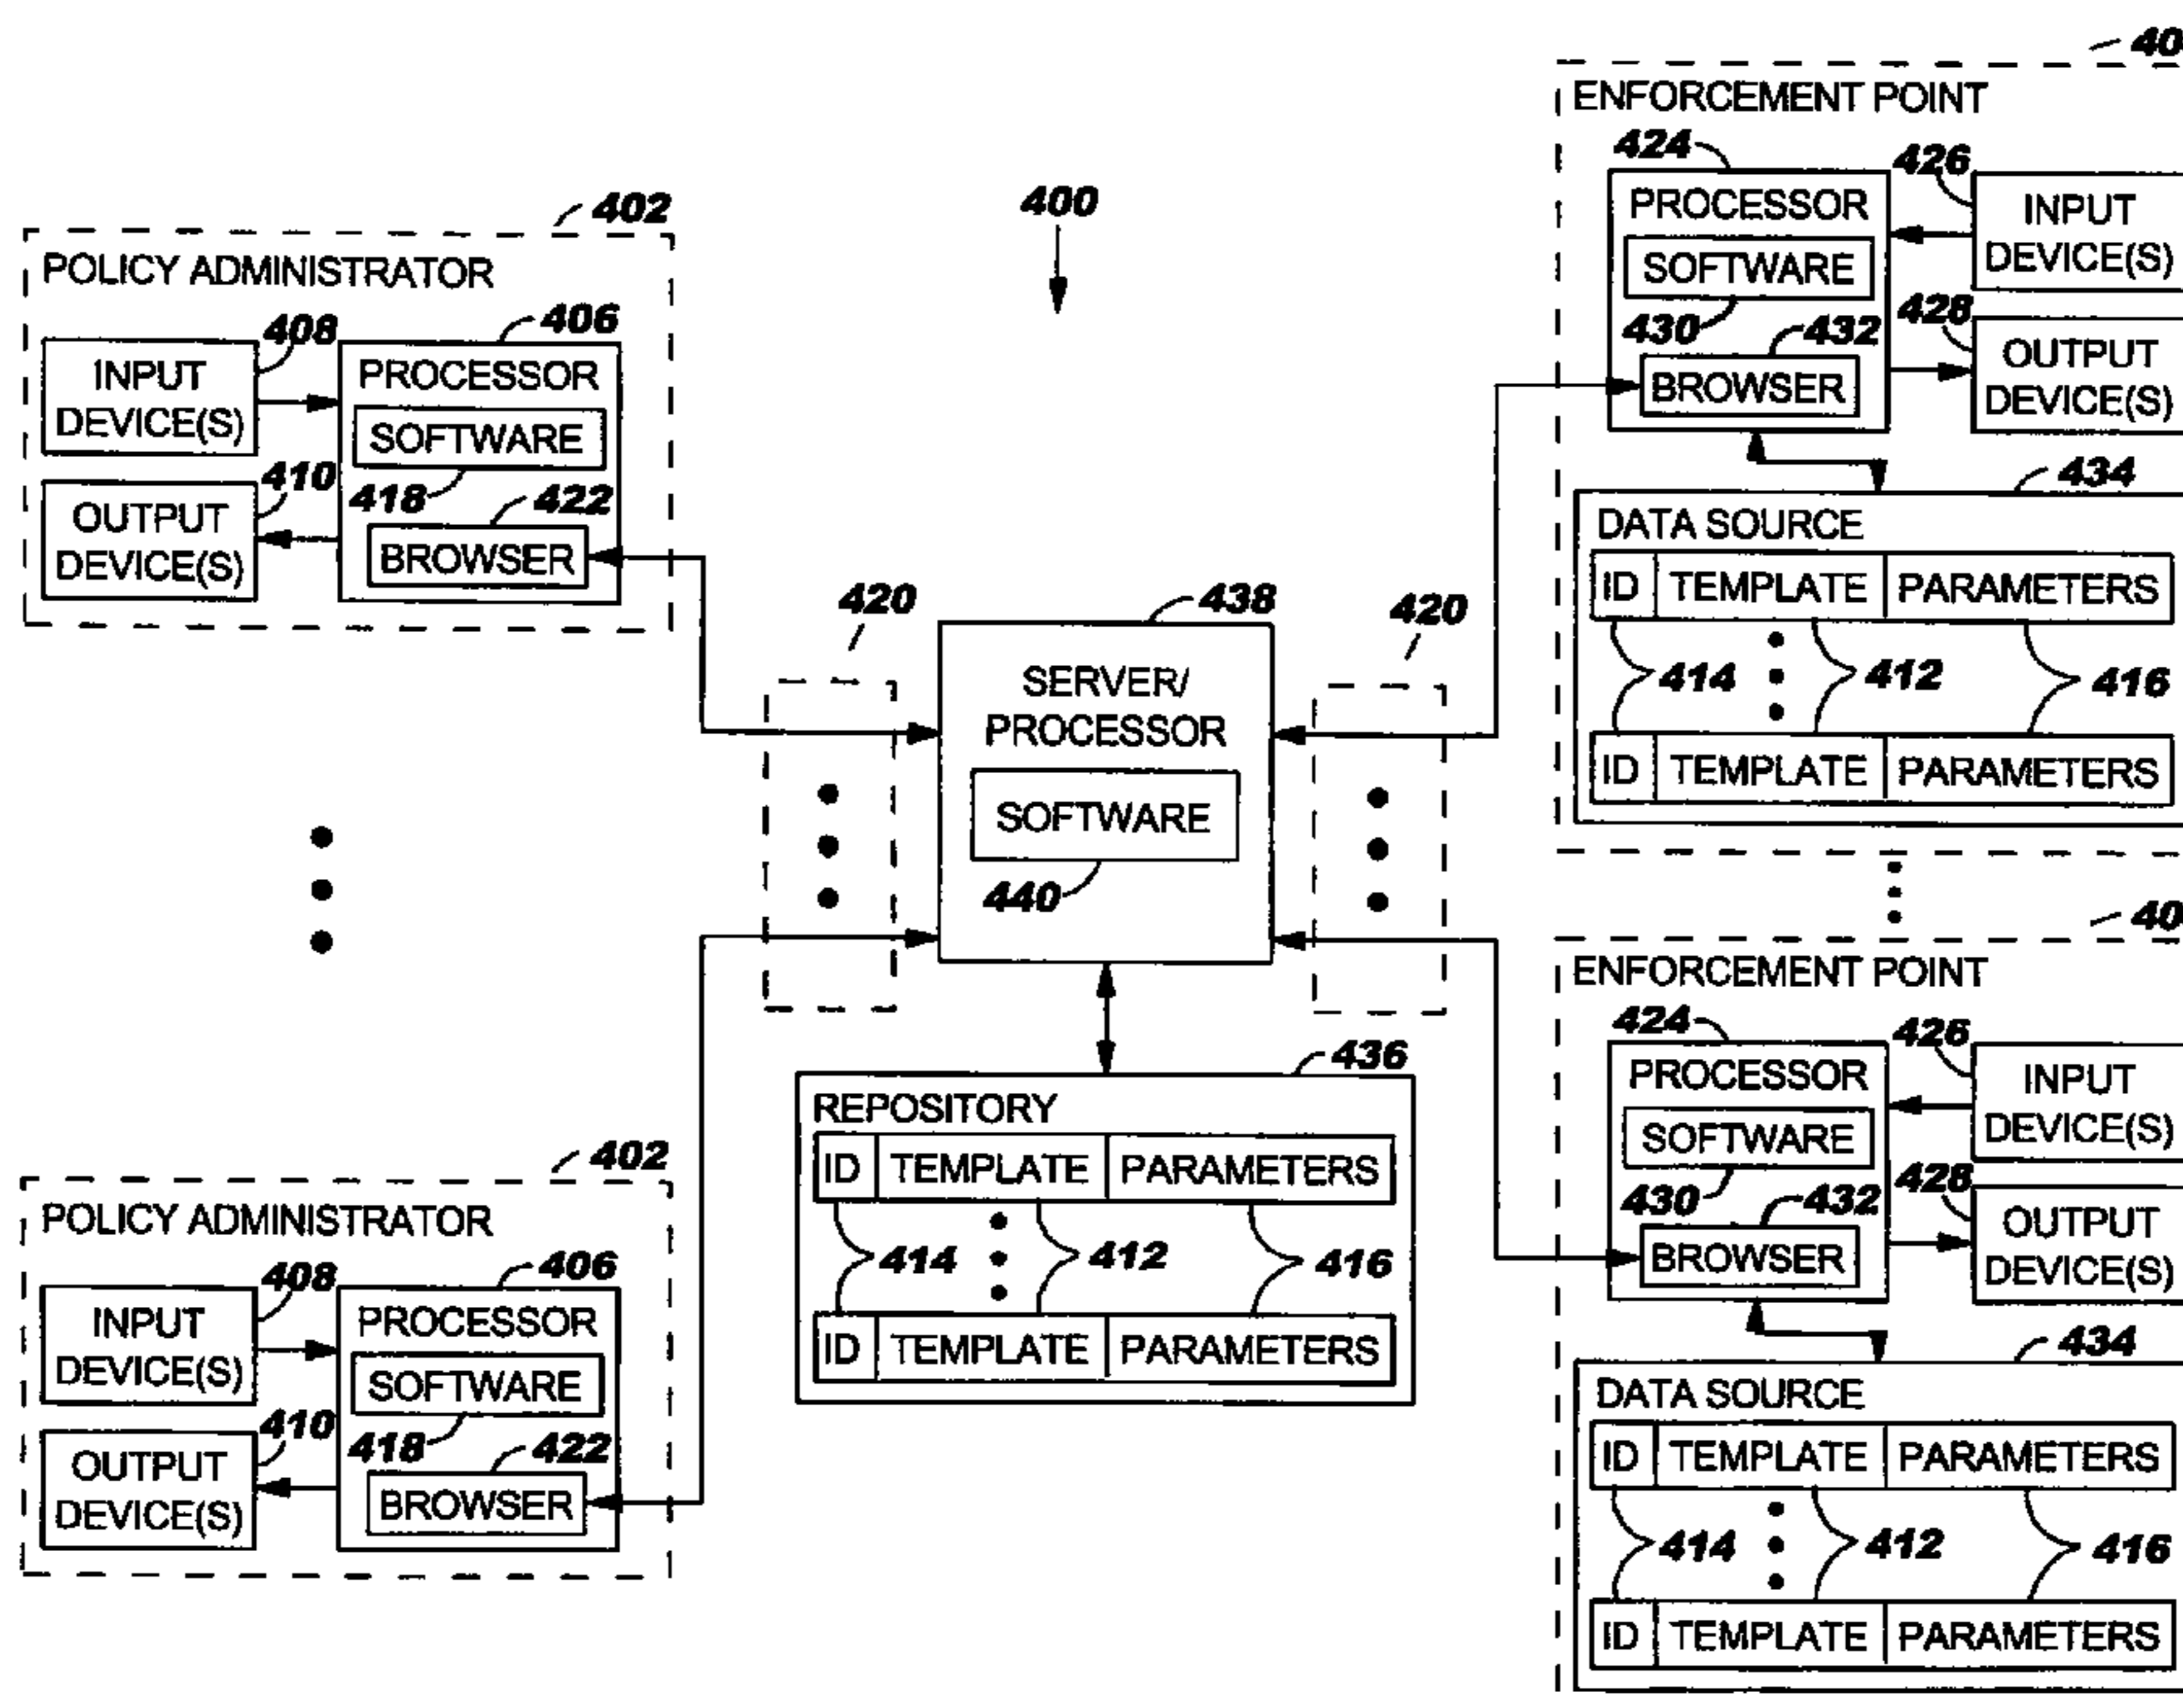 400
402
POLICY ADMINISTRATOR
408
406
INPUT
DEVICE(S)
PROCESSOR
SOFTWARE
410
418
422
OUTPUT
DEVICE(S)
BROWSER
402
POLICY ADMINISTRATOR
408
406
INPUT
DEVICE(S)
PROCESSOR
SOFTWARE
410
418
422
OUTPUT
DEVICE(S)
BROWSER
420
438
420
SERVER/
PROCESSOR
SOFTWARE
440
436
REPOSITORY
ID TEMPLATE PARAMETERS
414 412 416
ID TEMPLATE PARAMETERS
ENFORCEMENT POINT
424
426
PROCESSOR
INPUT
DEVICE(S)
SOFTWARE
430
432
428
BROWSER
OUTPUT
DEVICE(S)
434
DATA SOURCE
ID TEMPLATE PARAMETERS
414 412 416
ID TEMPLATE PARAMETERS
ENFORCEMENT POINT
424
426
PROCESSOR
INPUT
DEVICE(S)
SOFTWARE
430
432
428
BROWSER
OUTPUT
DEVICE(S)
434
DATA SOURCE
ID TEMPLATE PARAMETERS
414 412 416
ID TEMPLATE PARAMETERS